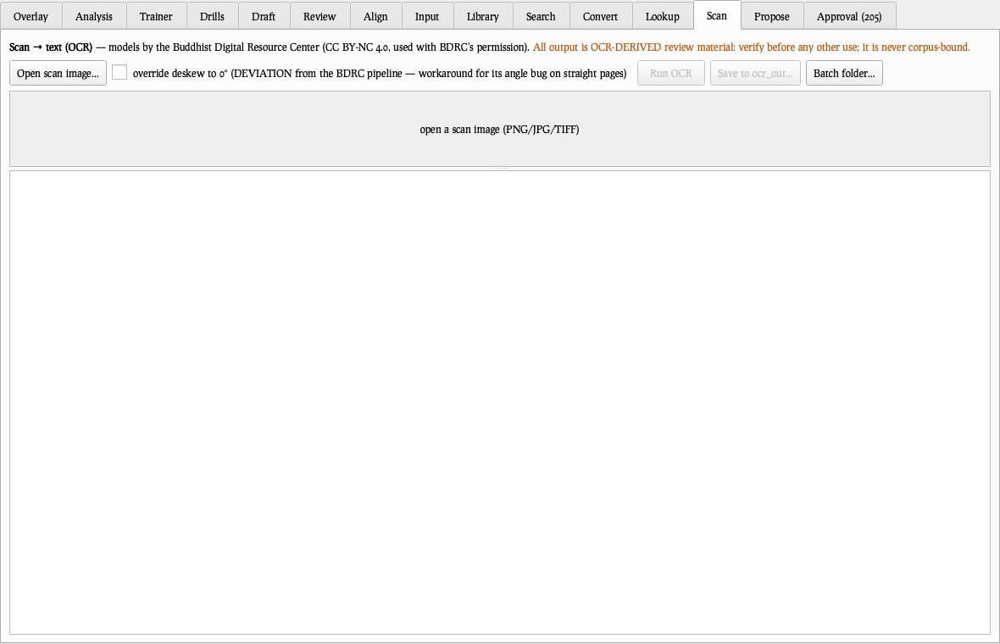 Overlay Analysis Trainer Drills Draft Review Align Input Library Search Convert Lookup Scan Propose Approval (205)
Scan → text (OCR) — models by the Buddhist Digital Resource Center (CC BY-NC 4.0, used with BDRC's permission). All output is OCR-DERIVED review material: verify before any other use; it is never corpus-bound.
Open scan image... override deskew to 0° (DEVIATION from the BDRC pipeline — workaround for its angle bug on straight pages) Run OCR Save to ocr_out... Batch folder...
open a scan image (PNG/JPG/TIFF)